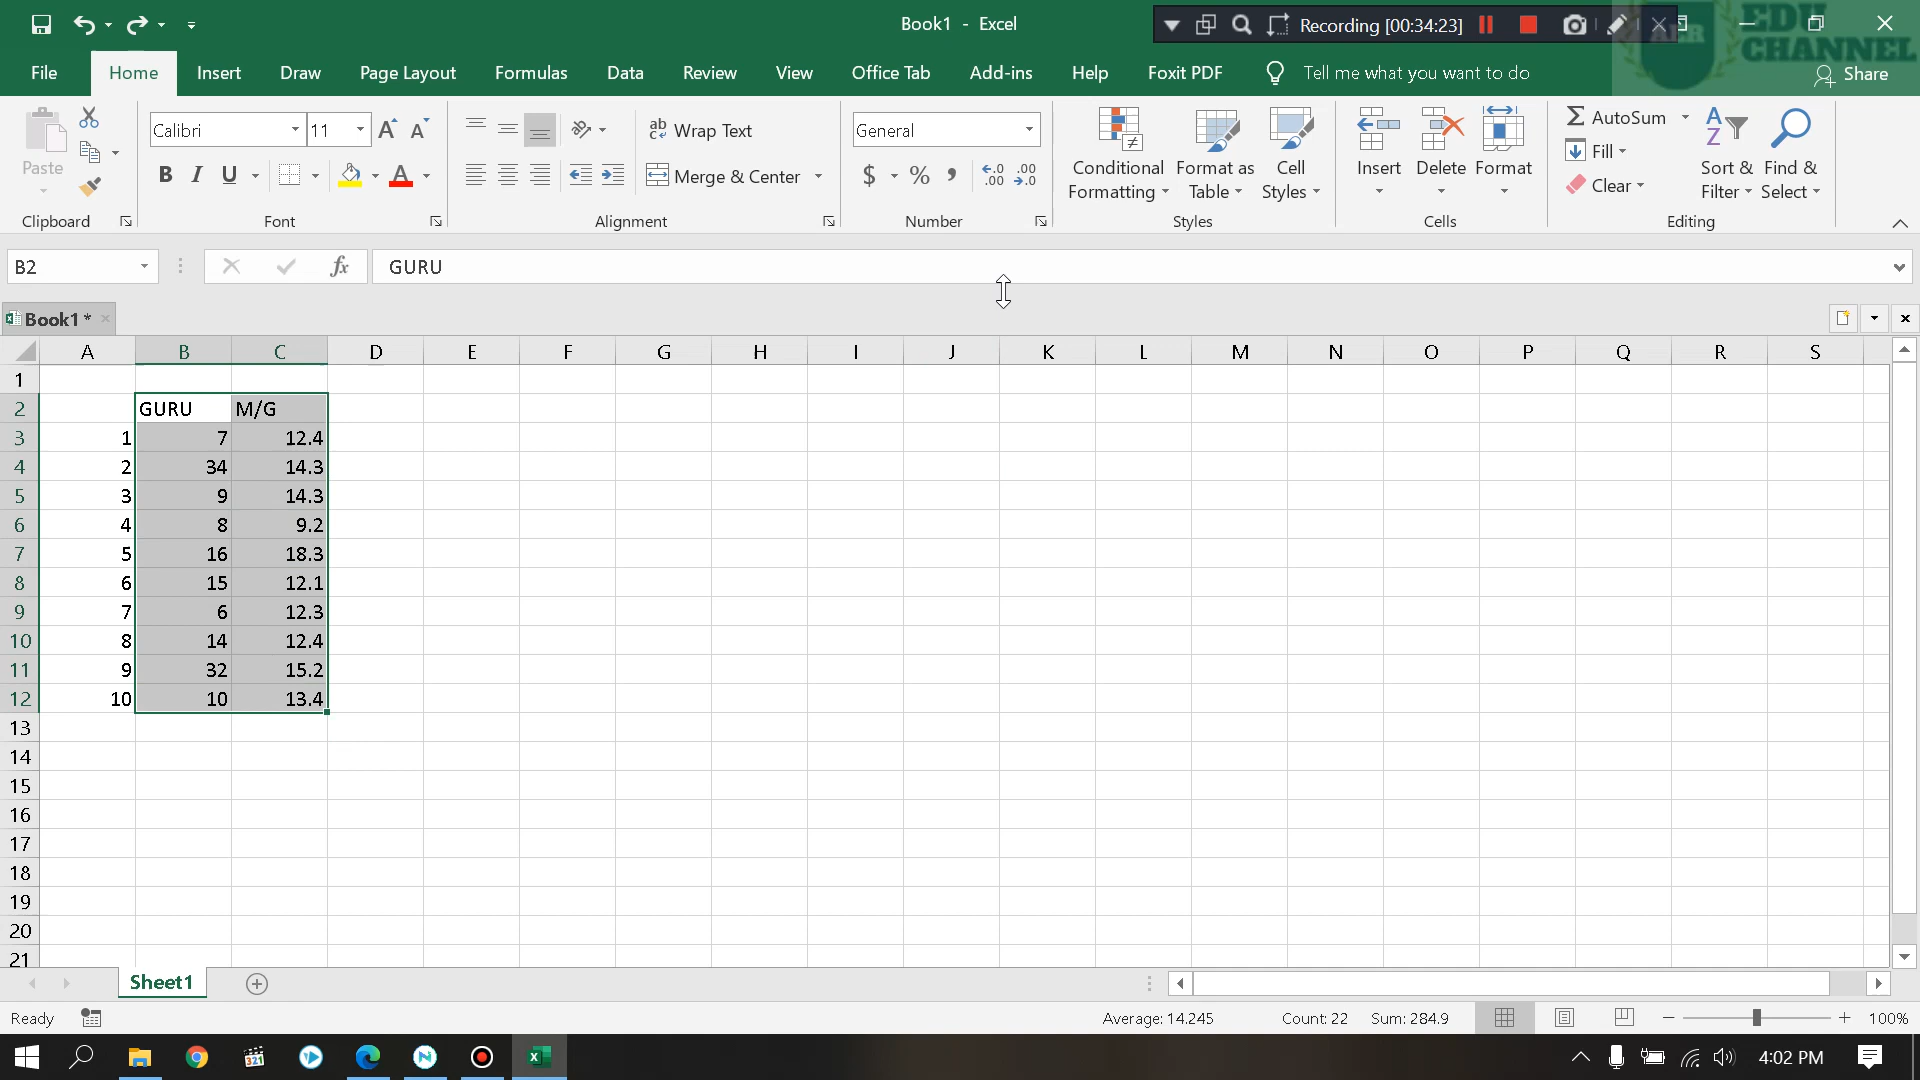 Book1 - Excel
Recording [00:34:23]
EDU
CHANNEL
File Home Insert Draw Page Layout Formulas Data Review View Office Tab Add-ins Help Foxit PDF Tell me what you want to do Share
Paste
Clipboard
Calibri 11
B I U
Font
ab Wrap Text
Merge & Center
Alignment
General
$ % ,
Number
Conditional Formatting
Format as Table
Cell Styles
Styles
Insert Delete Format
Cells
AutoSum
Fill
Clear
Sort & Filter
Find & Select
Editing
B2 fx GURU
Book1 *
A B C D E F G H I J K L M N O P Q R S
1
2 GURU M/G
3 1 7 12.4
4 2 34 14.3
5 3 9 14.3
6 4 8 9.2
7 5 16 18.3
8 6 15 12.1
9 7 6 12.3
10 8 14 12.4
11 9 32 15.2
12 10 10 13.4
13
14
15
16
17
18
19
20
21
Sheet1
Ready Average: 14.245 Count: 22 Sum: 284.9 100%
4:02 PM